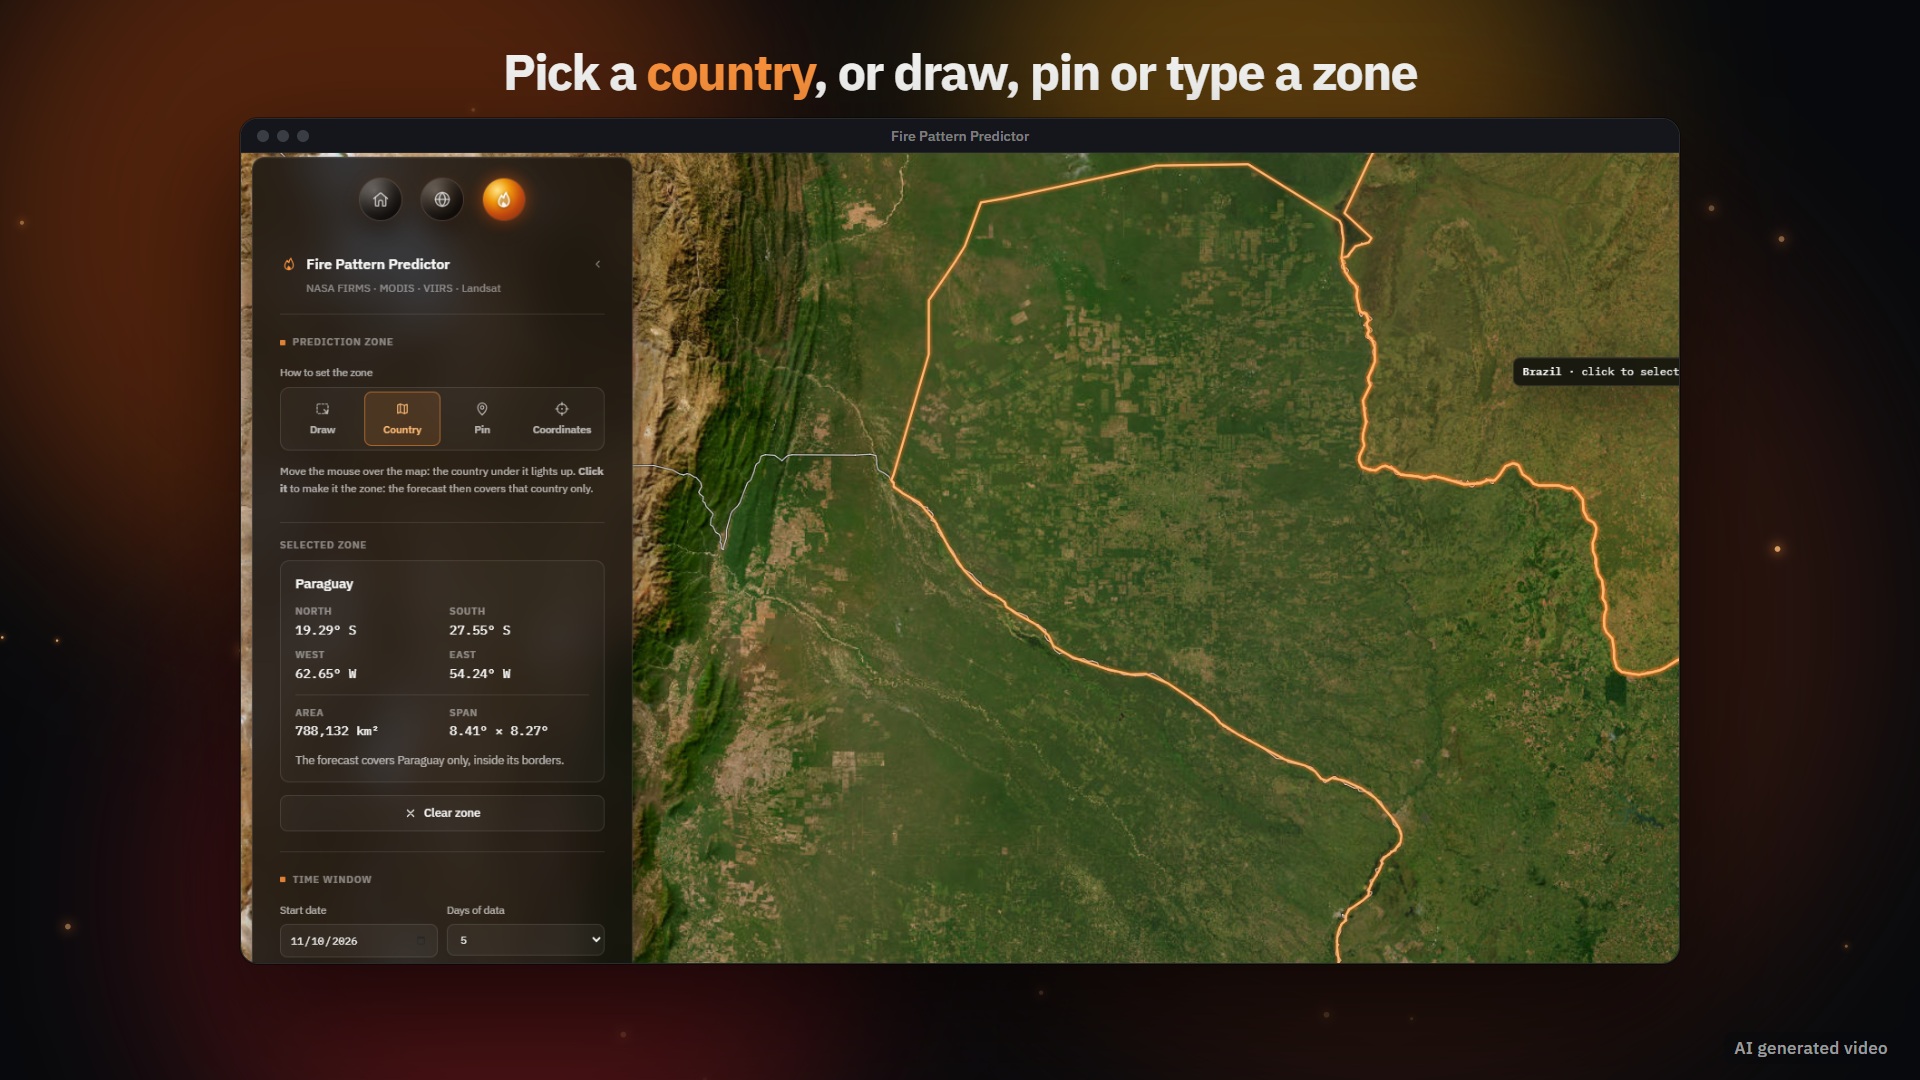 Pick a country, or draw, pin or type a zone
Fire Pattern Predictor
Fire Pattern Predictor
NASA FIRMS · MODIS · VIIRS · Landsat
PREDICTION ZONE
How to set the zone
Draw
Country
Pin
Coordinates
Move the mouse over the map: the country under it lights up. Click
it to make it the zone: the forecast then covers that country only.
SELECTED ZONE
Paraguay
NORTH
SOUTH
19.29° S
27.55° S
WEST
EAST
62.65° W
54.24° W
AREA
SPAN
788,132 km²
8.41° × 8.27°
The forecast covers Paraguay only, inside its borders.
Clear zone
TIME WINDOW
Start date
Days of data
11/10/2026
5
Brazil · click to select
AI generated video